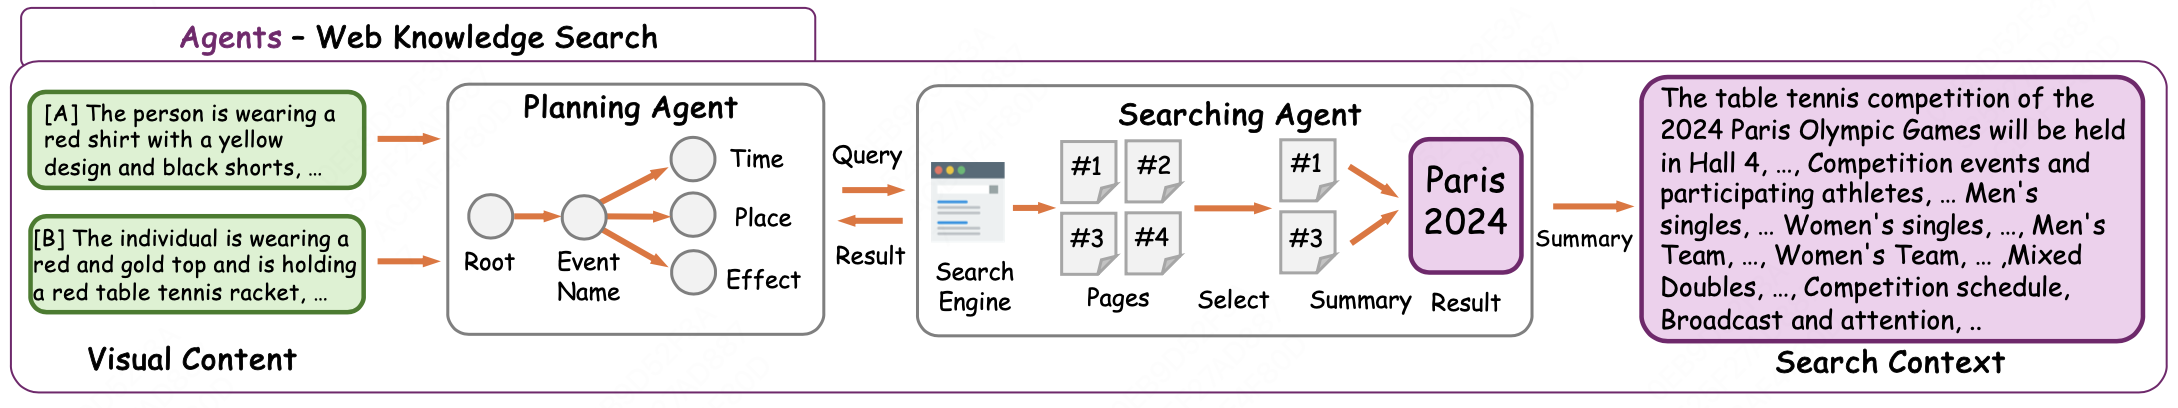 Agents – Web Knowledge Search
[A] The person is wearing a
red shirt with a yellow
design and black shorts, ...
[B] The individual is wearing a
red and gold top and is holding
a red table tennis racket, ...
Visual Content
Planning Agent
Root
Event
Name
Time
Place
Effect
Query
Result
Searching Agent
Search
Engine
#1
#2
#3
#4
Pages
Select
#1
#3
Summary
Paris
2024
Result
Summary
The table tennis competition of the
2024 Paris Olympic Games will be held
in Hall 4, ..., Competition events and
participating athletes, ... Men's
singles, ... Women's singles, ..., Men's
Team, ..., Women's Team, ... ,Mixed
Doubles, ..., Competition schedule,
Broadcast and attention, ..
Search Context